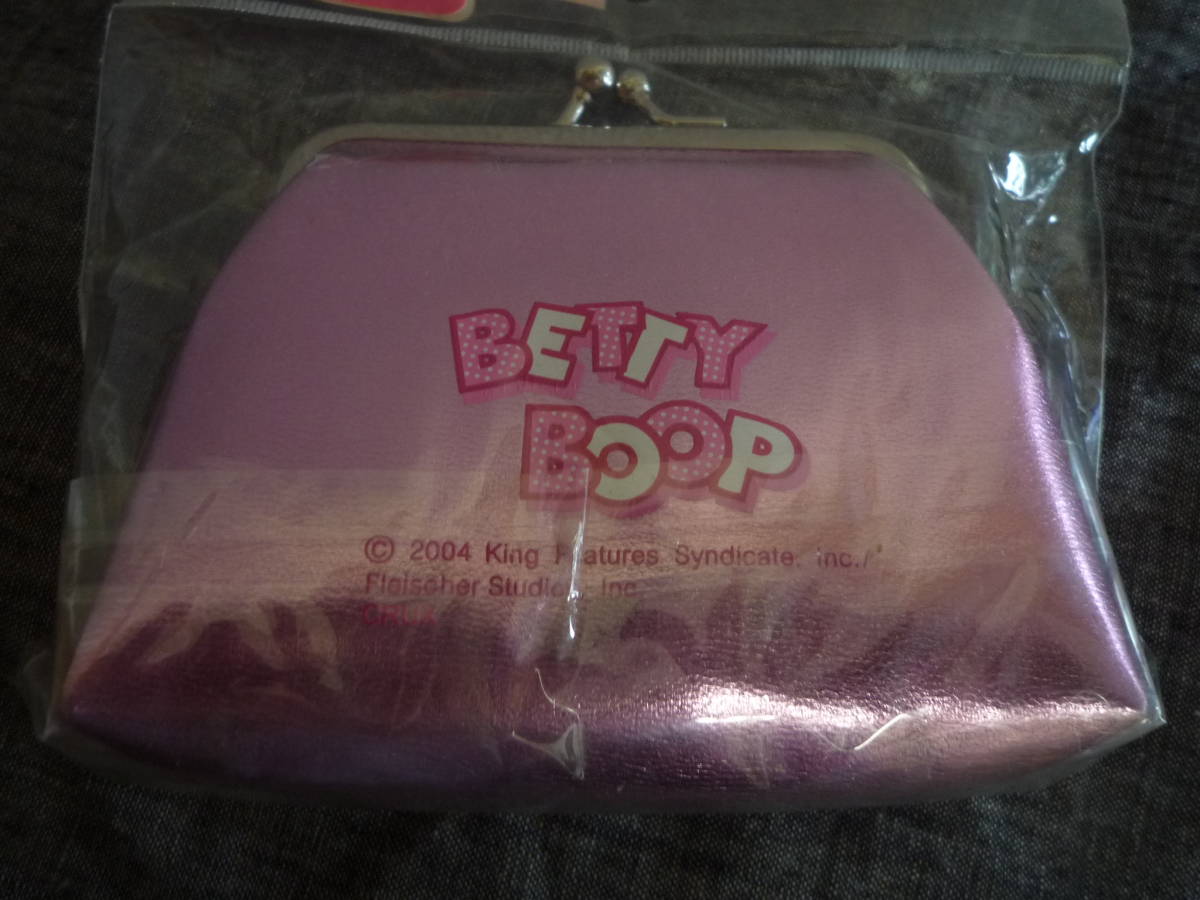 BETTY
BOOP
© 2004 King Features Syndicate, Inc./
Fleischer Studios, Inc.